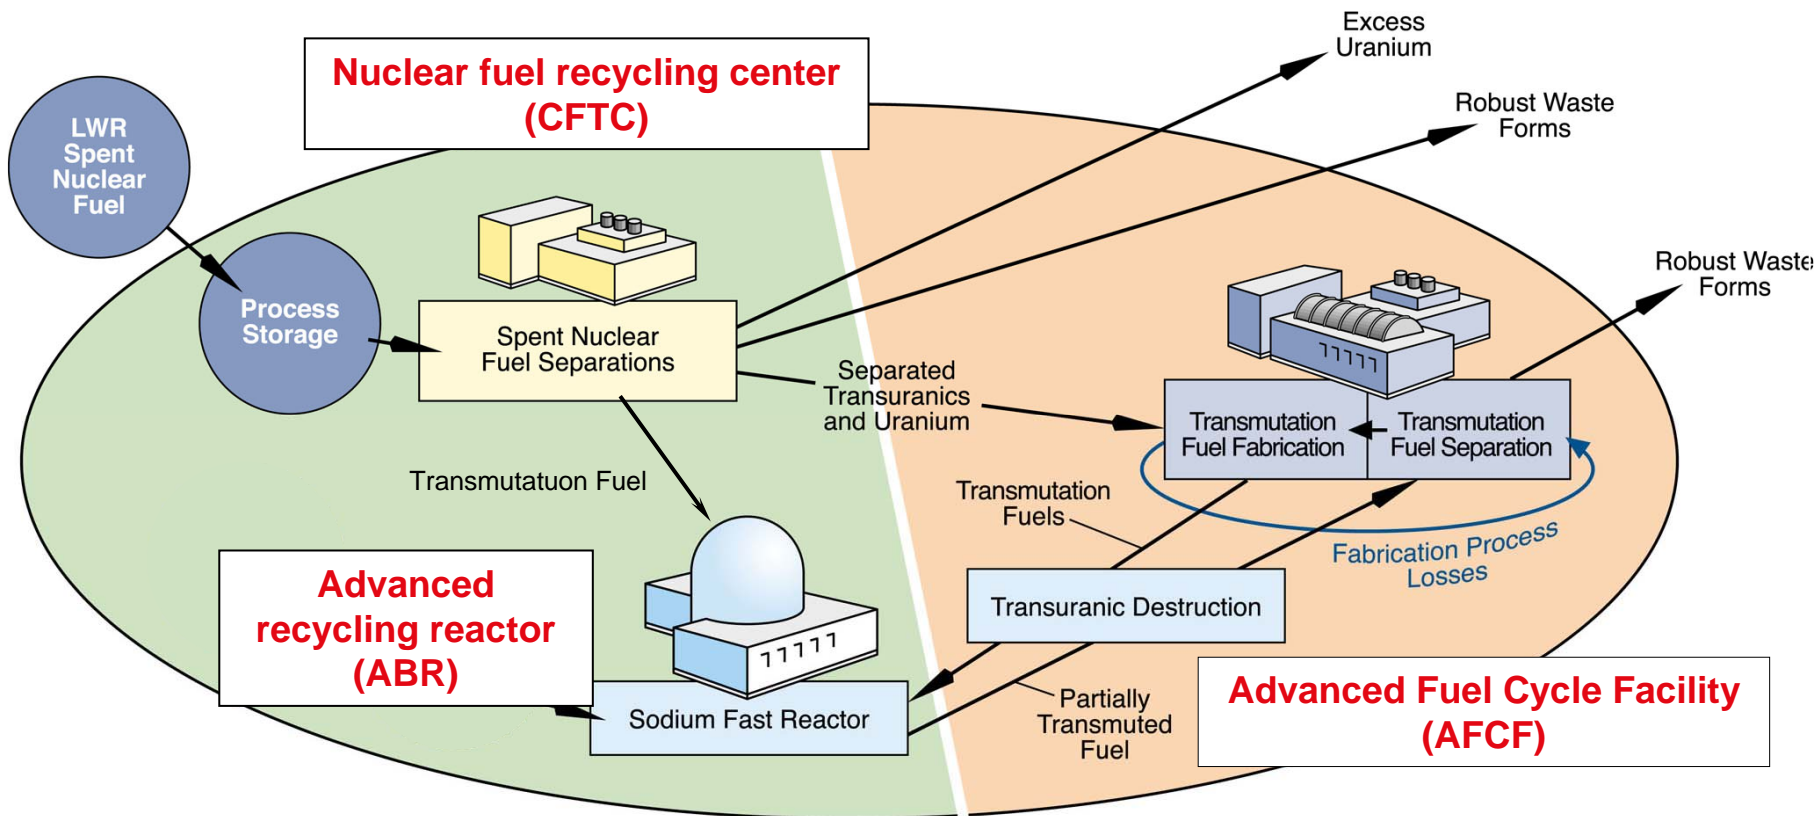 Excess
Uranium
Nuclear fuel recycling center
(CFTC)
Robust Waste
Forms
LWR
Spent
Nuclear
Fuel
Robust Waste
Forms
Process
Storage
Spent Nuclear
Fuel Separations
Separated
Transuranics
and Uranium
Transmutation
Fuel Fabrication
Transmutation
Fuel Separation
Transmutatuon Fuel
Transmutation
Fuels
Fabrication Process
Losses
Advanced
recycling reactor
(ABR)
Transuranic Destruction
Sodium Fast Reactor
Partially
Transmuted
Fuel
Advanced Fuel Cycle Facility
(AFCF)